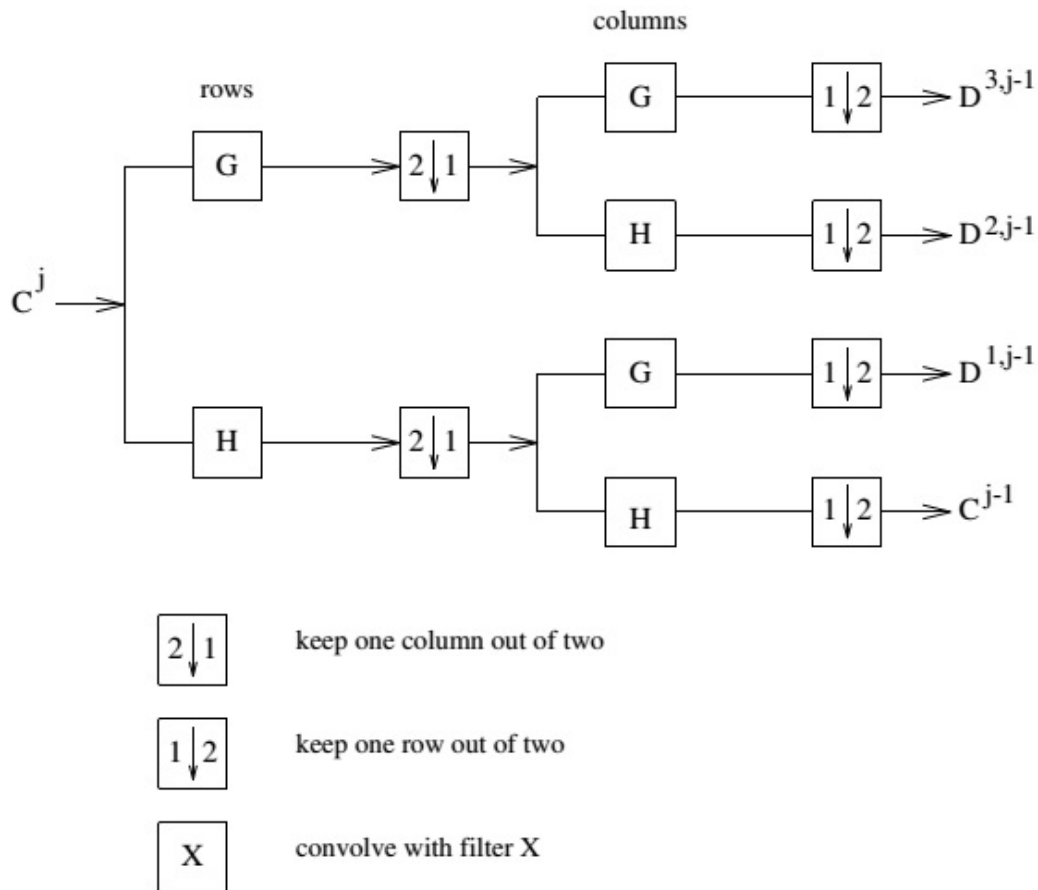 columns
G 1 2 D^{3,j-1}
rows
G 2 1
H 1 2 D^{2,j-1}
C^{j}
G 1 2 D^{1,j-1}
H 2 1
H 1 2 C^{j-1}
2 1 keep one column out of two
1 2 keep one row out of two
X convolve with filter X